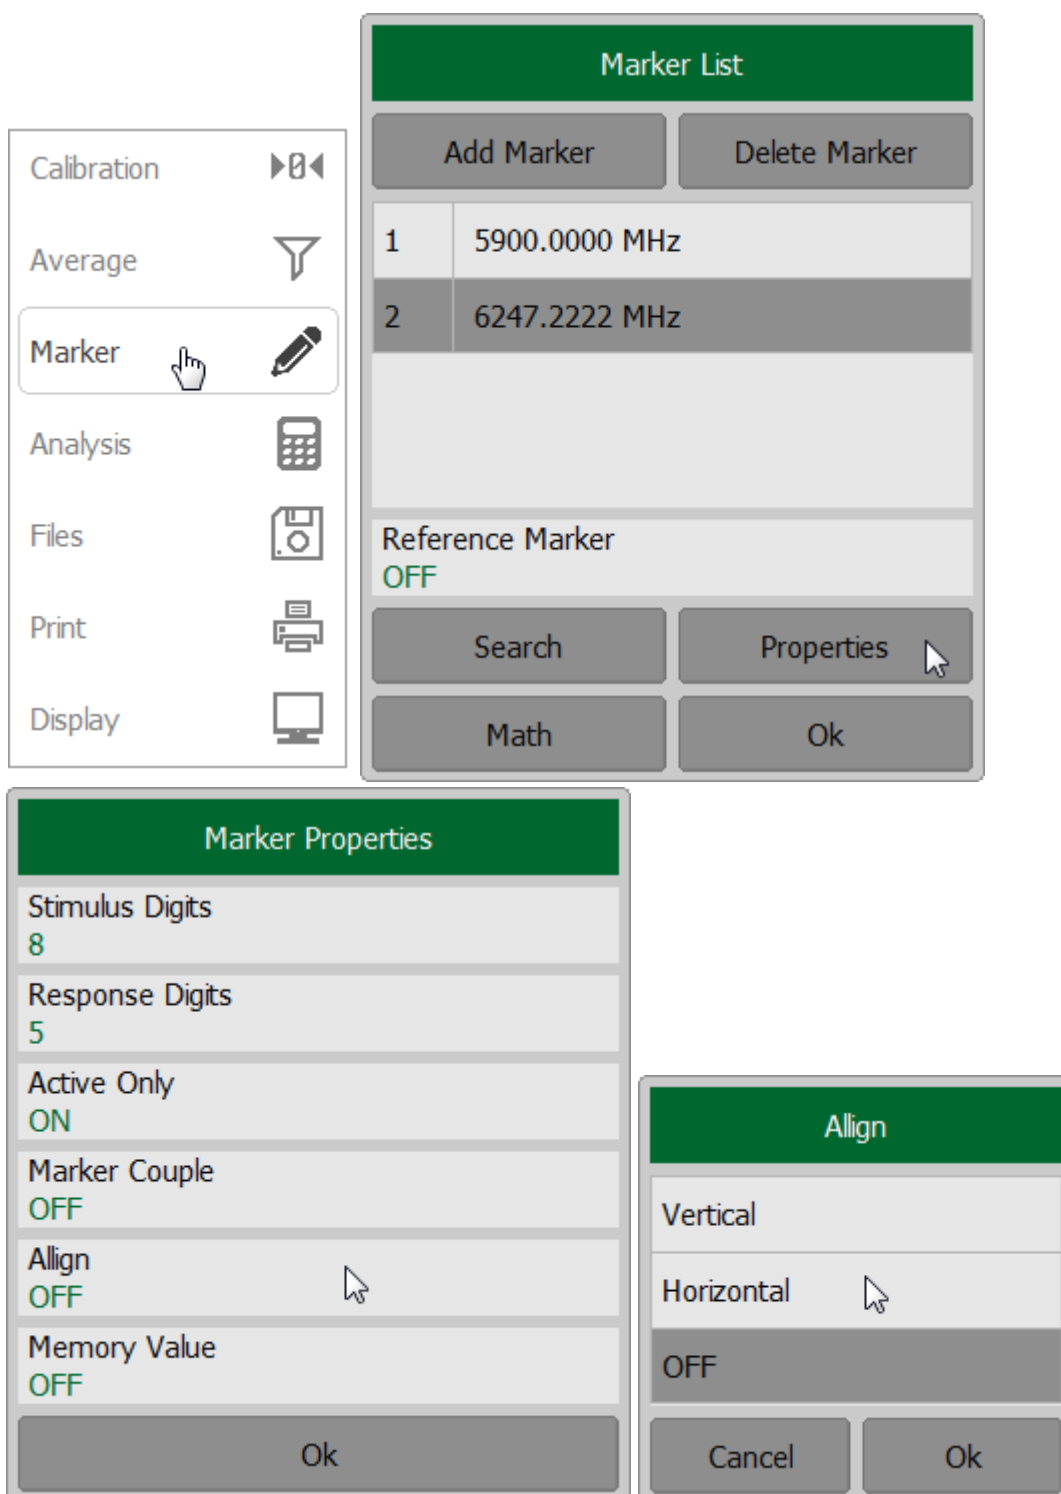 Calibration
Average
Marker
Analysis
Files
Print
Display
Marker List
Add Marker
Delete Marker
1 5900.0000 MHz
2 6247.2222 MHz
Reference Marker
OFF
Search
Properties
Math
Ok
Marker Properties
Stimulus Digits
8
Response Digits
5
Active Only
ON
Marker Couple
OFF
Allign
OFF
Memory Value
OFF
Ok
Allign
Vertical
Horizontal
OFF
Cancel
Ok